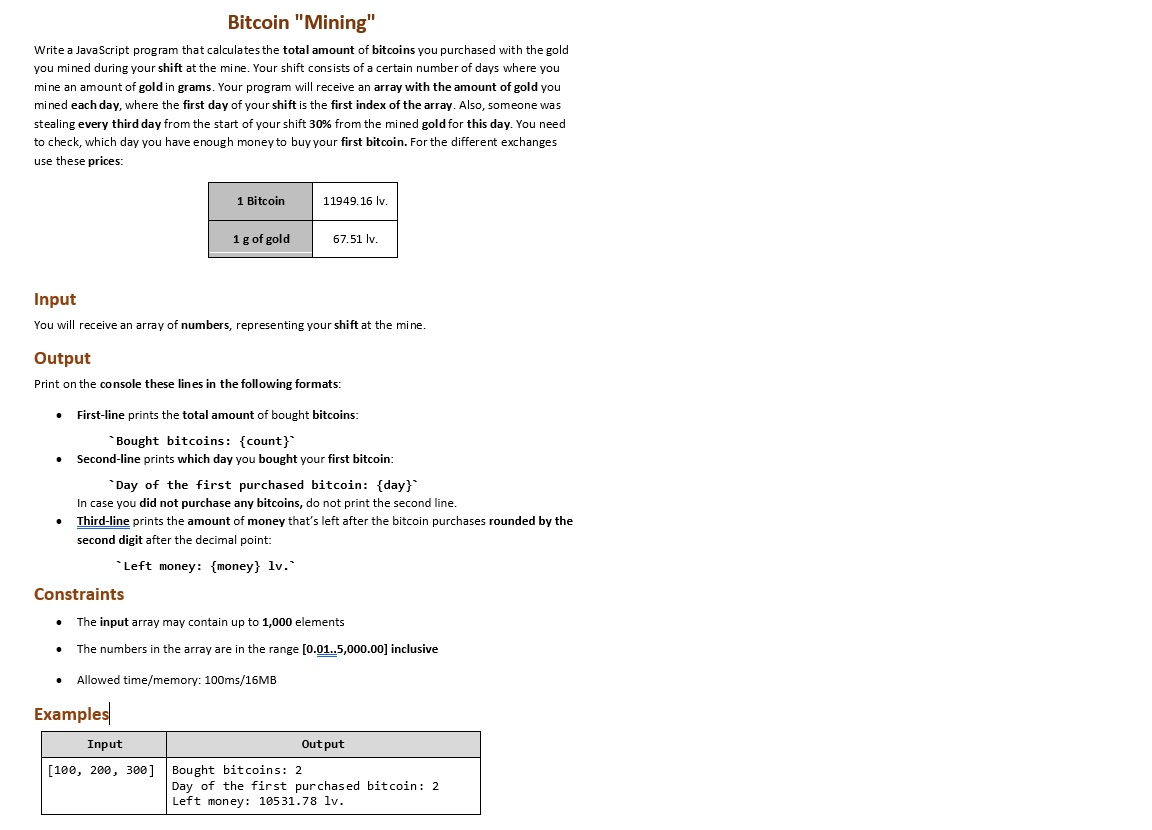 Bitcoin "Mining"
Write a JavaScript program that calculates the total amount of bitcoins you purchased with the gold
you mined during your shift at the mine. Your shift consists of a certain number of days where you
mine an amount of gold in grams. Your program will receive an array with the amount of gold you
mined each day, where the first day of your shift is the first index of the array. Also, someone was
stealing every third day from the start of your shift 30% from the mined gold for this day. You need
to check, which day you have enough money to buy your first bitcoin. For the different exchanges
use these prices:
1 Bitcoin 11949.16 lv.
1 g of gold 67.51 lv.
Input
You will receive an array of numbers, representing your shift at the mine.
Output
Print on the console these lines in the following formats:
• First-line prints the total amount of bought bitcoins:
`Bought bitcoins: {count}`
• Second-line prints which day you bought your first bitcoin:
`Day of the first purchased bitcoin: {day}`
In case you did not purchase any bitcoins, do not print the second line.
• Third-line prints the amount of money that's left after the bitcoin purchases rounded by the
second digit after the decimal point:
`Left money: {money} lv.`
Constraints
• The input array may contain up to 1,000 elements
• The numbers in the array are in the range [0.01..5,000.00] inclusive
• Allowed time/memory: 100ms/16MB
Examples
Input Output
[100, 200, 300] Bought bitcoins: 2
Day of the first purchased bitcoin: 2
Left money: 10531.78 lv.